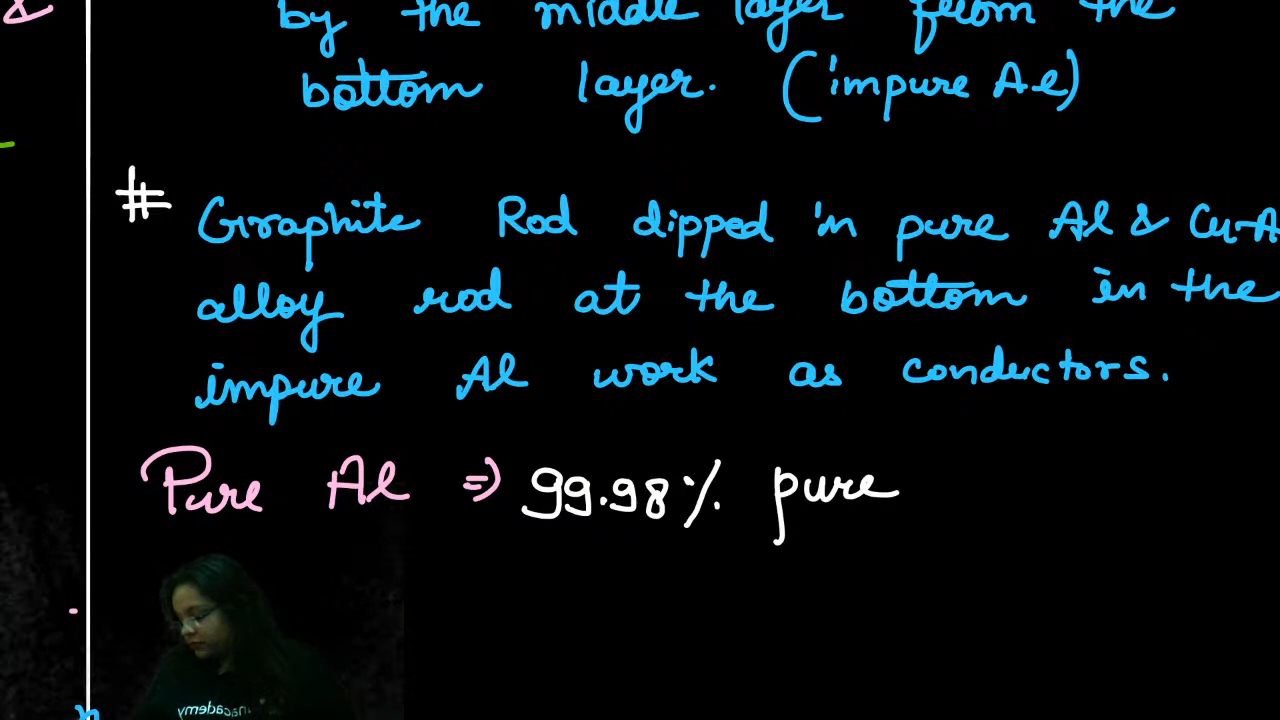 &
by the middle layer from the
bottom layer. (impure Al)
# Graphite Rod dipped in pure Al & Cu-A
alloy rod at the bottom in the
impure Al work as conductors.
Pure Al ⇒ 99.98% pure
unacademy